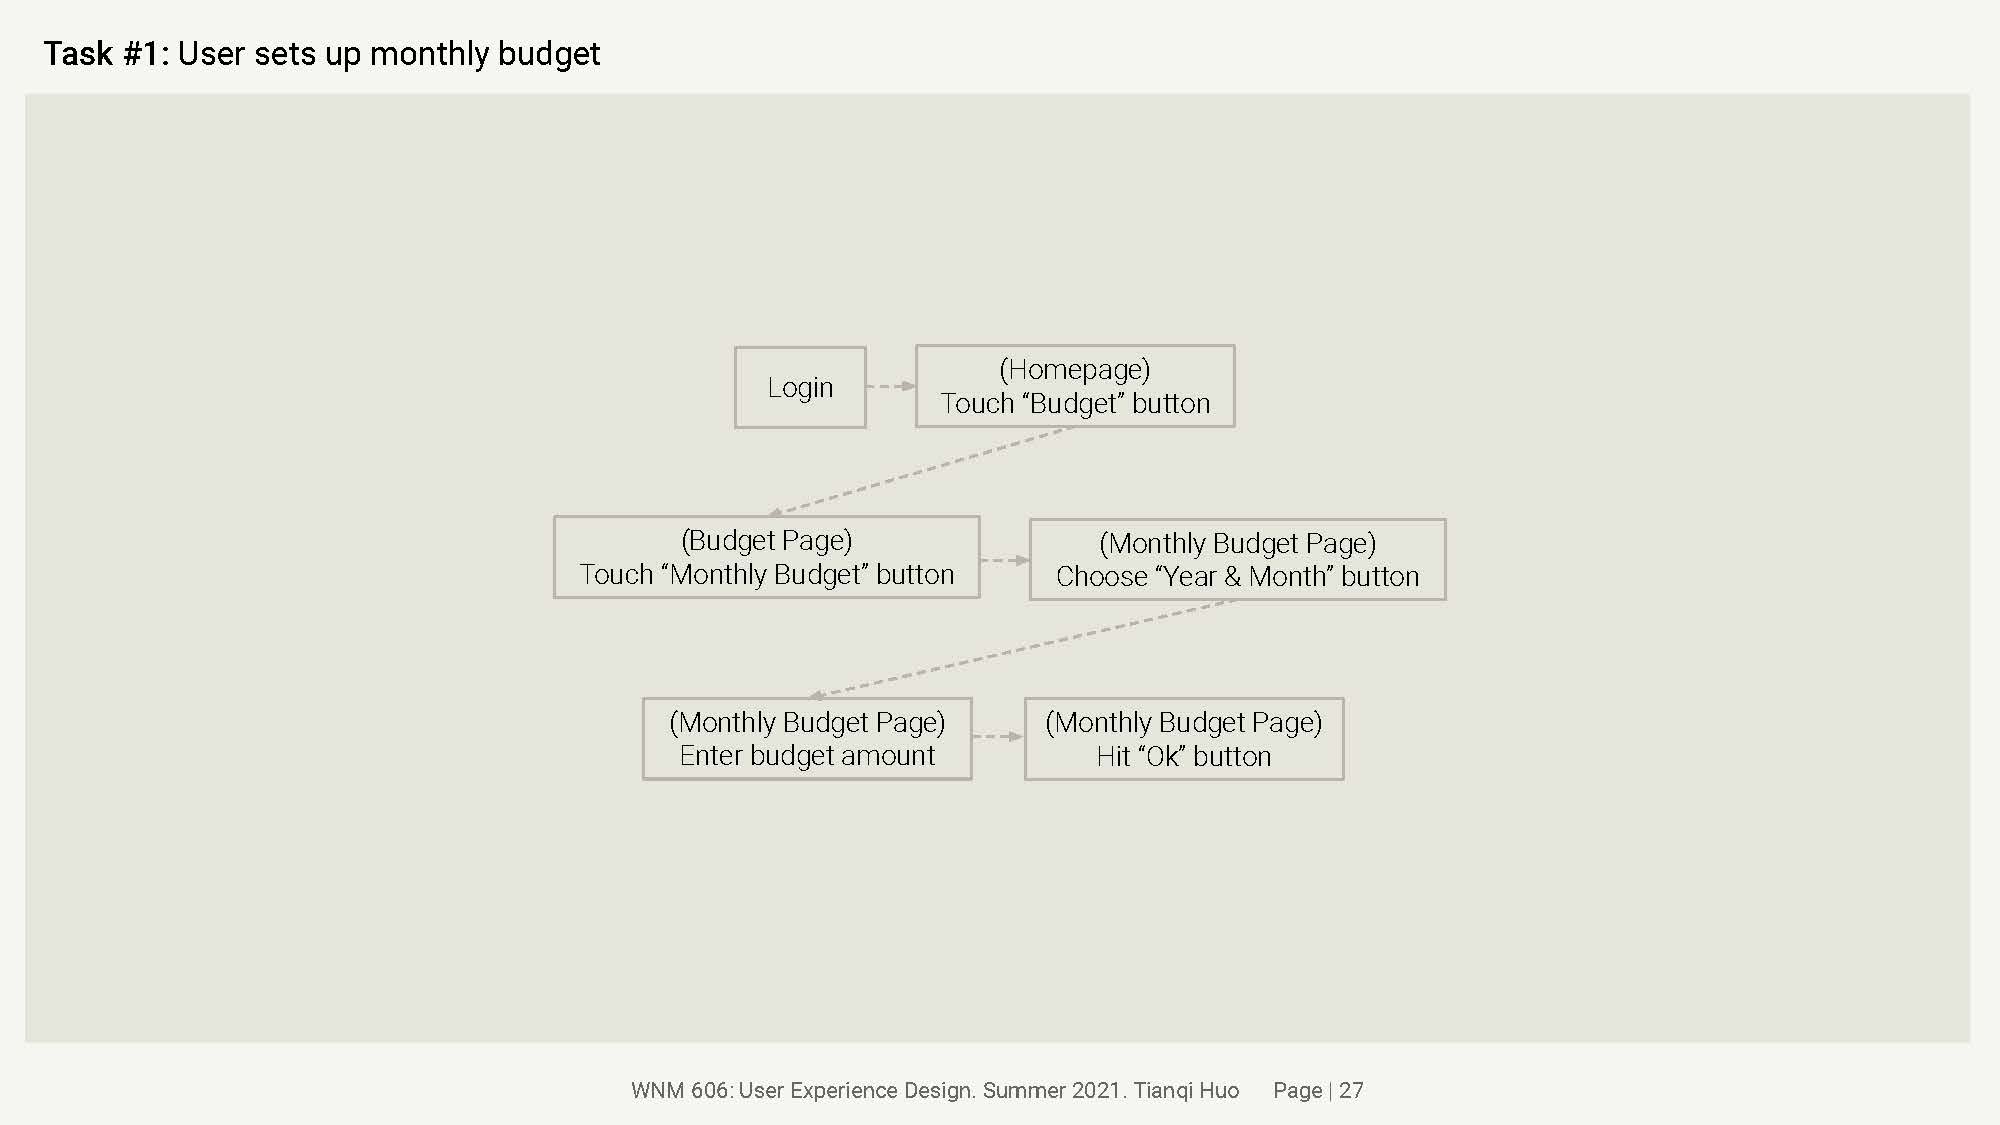 Task #1: User sets up monthly budget
Login
(Homepage)
Touch “Budget” button
(Budget Page)
Touch “Monthly Budget” button
(Monthly Budget Page)
Choose “Year & Month” button
(Monthly Budget Page)
Enter budget amount
(Monthly Budget Page)
Hit “Ok” button
WNM 606: User Experience Design. Summer 2021. Tianqi Huo Page | 27